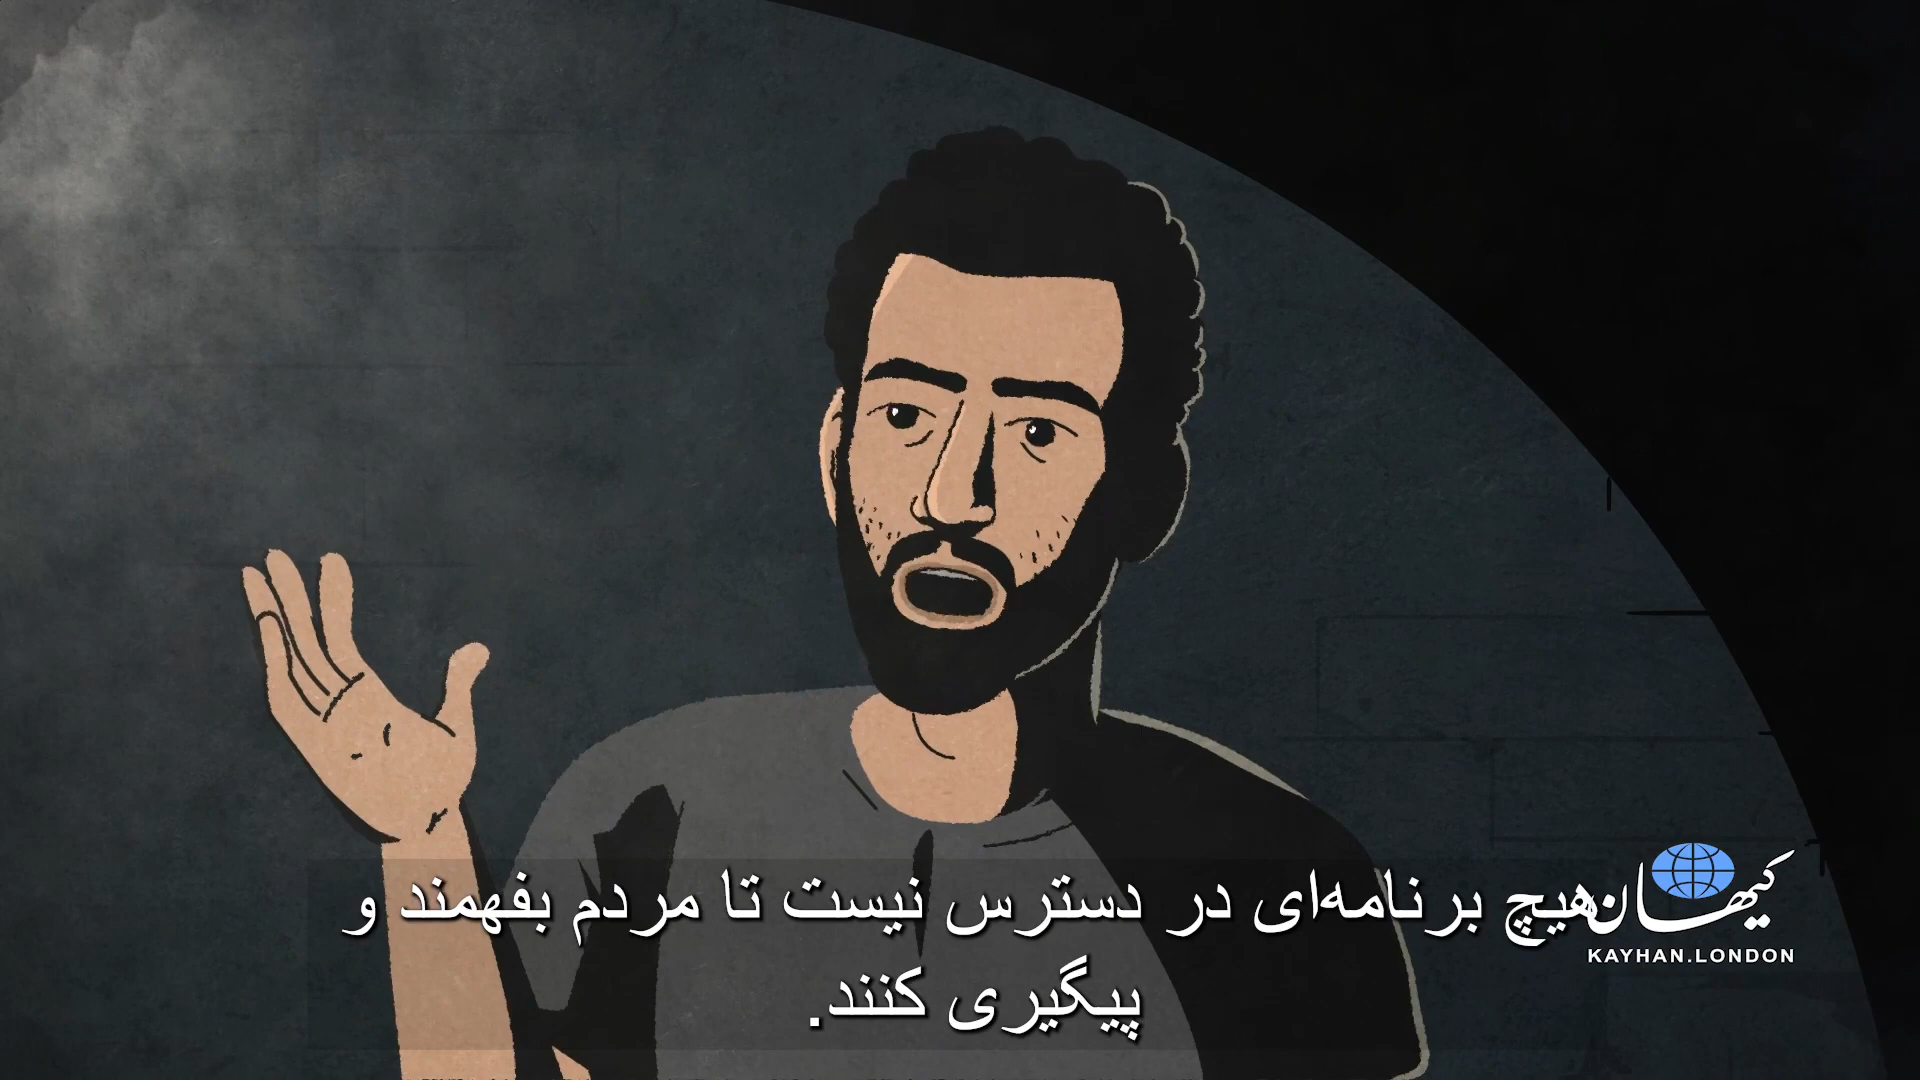 هیچ برنامه‌ای در دسترس نیست تا مردم بفهمند و
پیگیری کنند.
کیهان
KAYHAN.LONDON